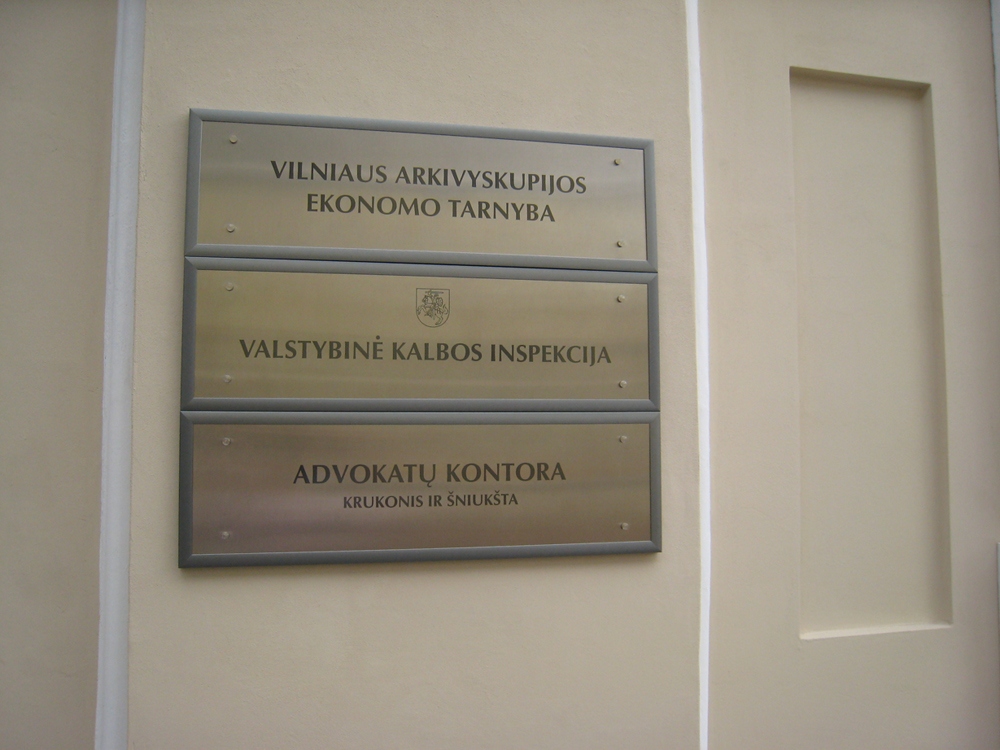 VILNIAUS ARKIVYSKUPIJOS
EKONOMO TARNYBA
VALSTYBINĖ KALBOS INSPEKCIJA
ADVOKATŲ KONTORA
KRUKONIS IR ŠNIUKŠTA